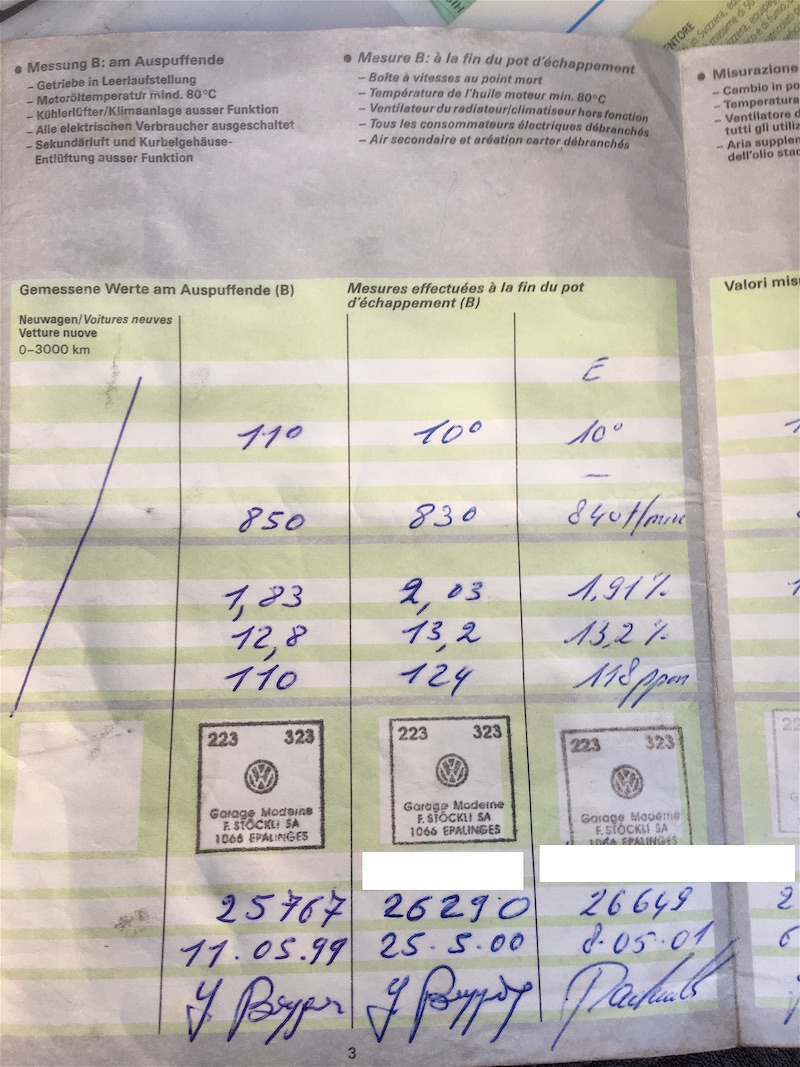 • Messung B: am Auspuffende
– Getriebe in Leerlaufstellung
– Motoröltemperatur mind. 80°C
– Kühlerlüfter/Klimaanlage ausser Funktion
– Alle elektrischen Verbraucher ausgeschaltet
– Sekundärluft und Kurbelgehäuse-
Entlüftung ausser Funktion
• Mesure B: à la fin du pot d'échappement
– Boîte à vitesses au point mort
– Température de l'huile moteur min. 80°C
– Ventilateur du radiateur/climatiseur hors fonction
– Tous les consommateurs électriques débranchés
– Air secondaire et aréation carter débranchés
• Misurazione
– Cambio in po
– Temperatura
– Ventilatore d
tutti gli utiliz
– Aria supplem
dell'olio stac
Gemessene Werte am Auspuffende (B)
Mesures effectuées à la fin du pot
d'échappement (B)
Valori mis
Neuwagen/Voitures neuves
Vetture nuove
0–3000 km
E
110 10° 10°
–
850 830 840 t/min
1,83 2,03 1,91%
12,8 13,2 13,2%
110 124 118 ppm
223 323
Garage Moderne
F. STÖCKLI SA
1066 EPALINGES
223 323
Garage Moderne
F. STÖCKLI SA
1066 EPALINGES
223 323
Garage Moderne
F. STÖCKLI SA
1066 EPALINGES
25767 26290 26649
11.05.99 25.5.00 8.05.01
3